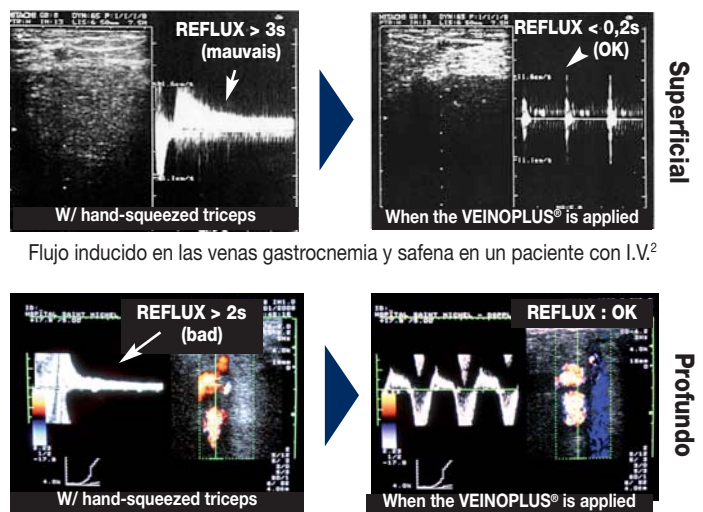 REFLUX > 3s
(mauvais)
W/ hand-squeezed triceps
REFLUX < 0,2s
(OK)
When the VEINOPLUS® is applied
Superficial
Flujo inducido en las venas gastrocnemia y safena en un paciente con I.V.²
REFLUX > 2s
(bad)
W/ hand-squeezed triceps
REFLUX : OK
When the VEINOPLUS® is applied
Profundo